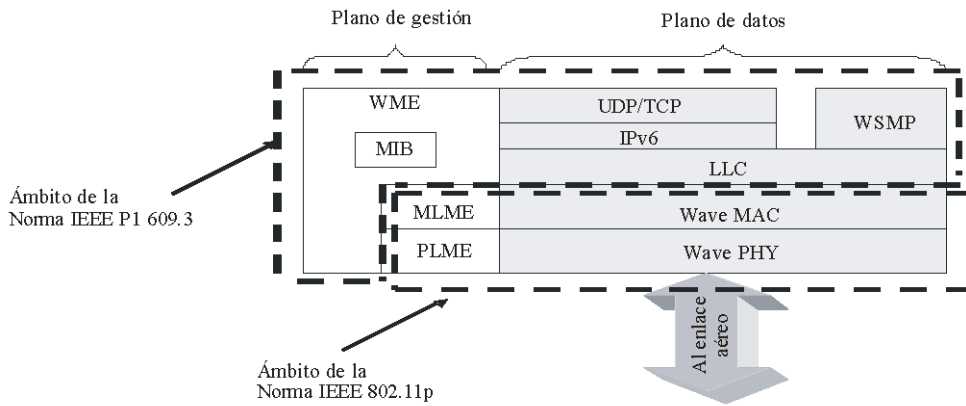 Plano de gestión
Plano de datos
WME
UDP/TCP
WSMP
MIB
IPv6
LLC
Ámbito de la
Norma IEEE P1 609.3
MLME
Wave MAC
PLME
Wave PHY
Al enlace
aéreo
Ámbito de la
Norma IEEE 802.11p